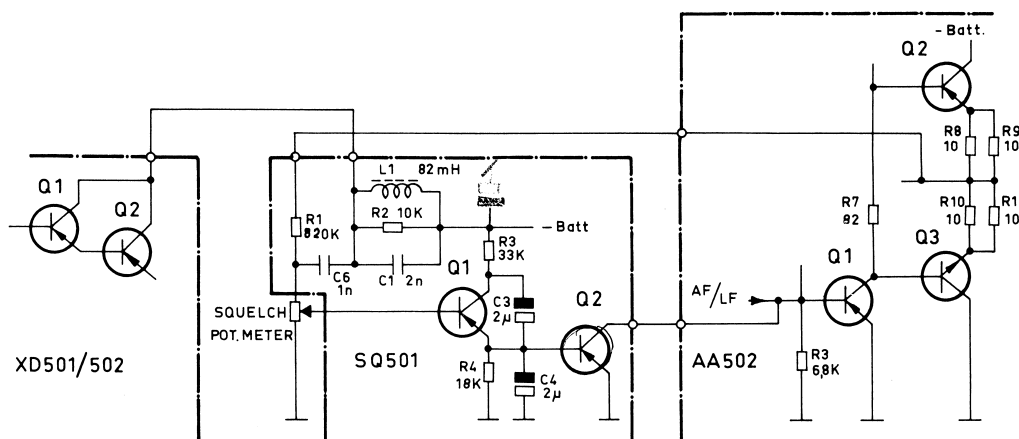 - Batt.
Q2
R8
10
R9
10
L1 82mH
Q1
Q2
R1
820K
R2 10K
- Batt
R3
33K
C6
1n
C1 2n
Q1
R7
82
R10
10
R1
10
Q3
Q1
C3
2µ
Q2
AF/LF
SQUELCH
POT.METER
XD501/502
SQ501
R4
18K
C4
2µ
AA502
R3
6,8K